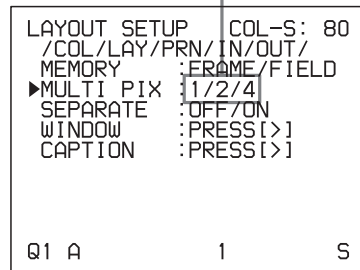 LAYOUT SETUP COL-S: 80
/COL/LAY/PRN/IN/OUT/
MEMORY :FRAME/FIELD
▶MULTI PIX :1/2/4
SEPARATE :OFF/ON
WINDOW :PRESS[>]
CAPTION :PRESS[>]
Q1 A 1 S